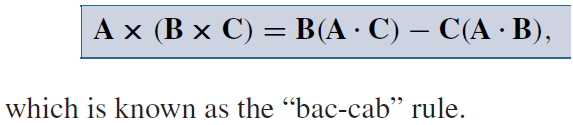 A × (B × C) = B(A · C) − C(A · B),
which is known as the “bac-cab” rule.